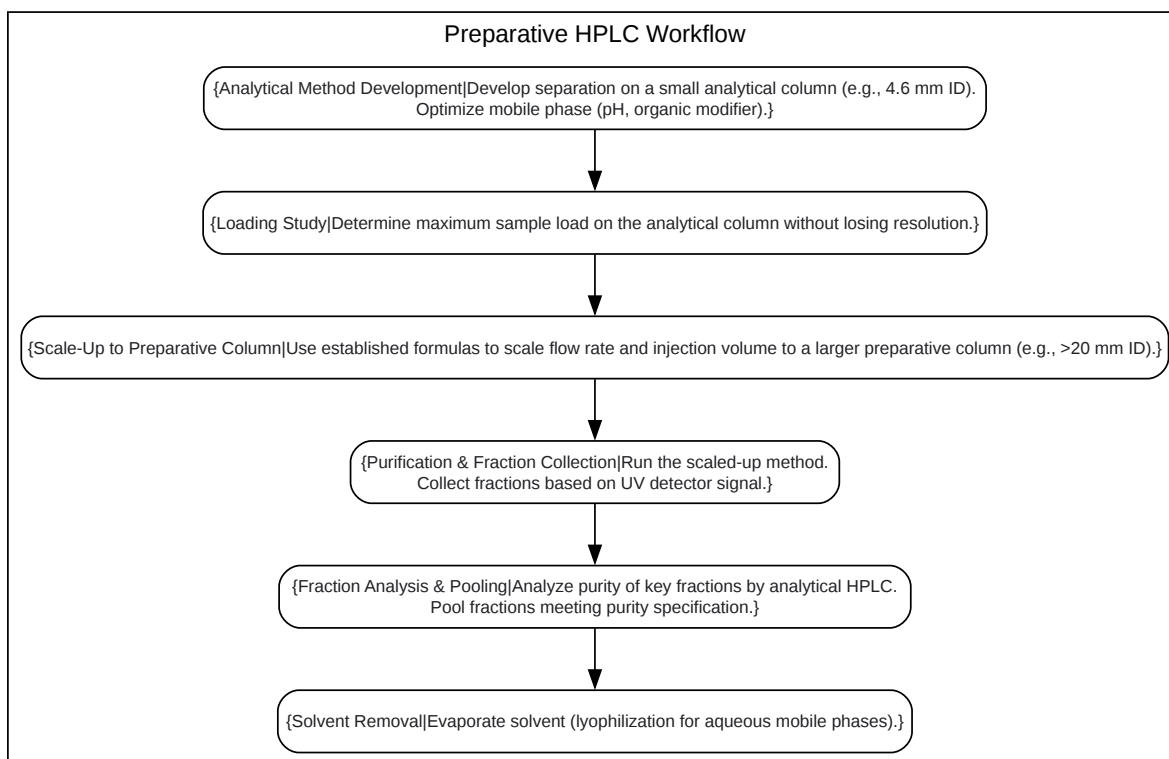 Preparative HPLC Workflow
{Analytical Method Development|Develop separation on a small analytical column (e.g., 4.6 mm ID).
Optimize mobile phase (pH, organic modifier).}
{Loading Study|Determine maximum sample load on the analytical column without losing resolution.}
{Scale-Up to Preparative Column|Use established formulas to scale flow rate and injection volume to a larger preparative column (e.g., >20 mm ID).}
{Purification & Fraction Collection|Run the scaled-up method.
Collect fractions based on UV detector signal.}
{Fraction Analysis & Pooling|Analyze purity of key fractions by analytical HPLC.
Pool fractions meeting purity specification.}
{Solvent Removal|Evaporate solvent (lyophilization for aqueous mobile phases).}